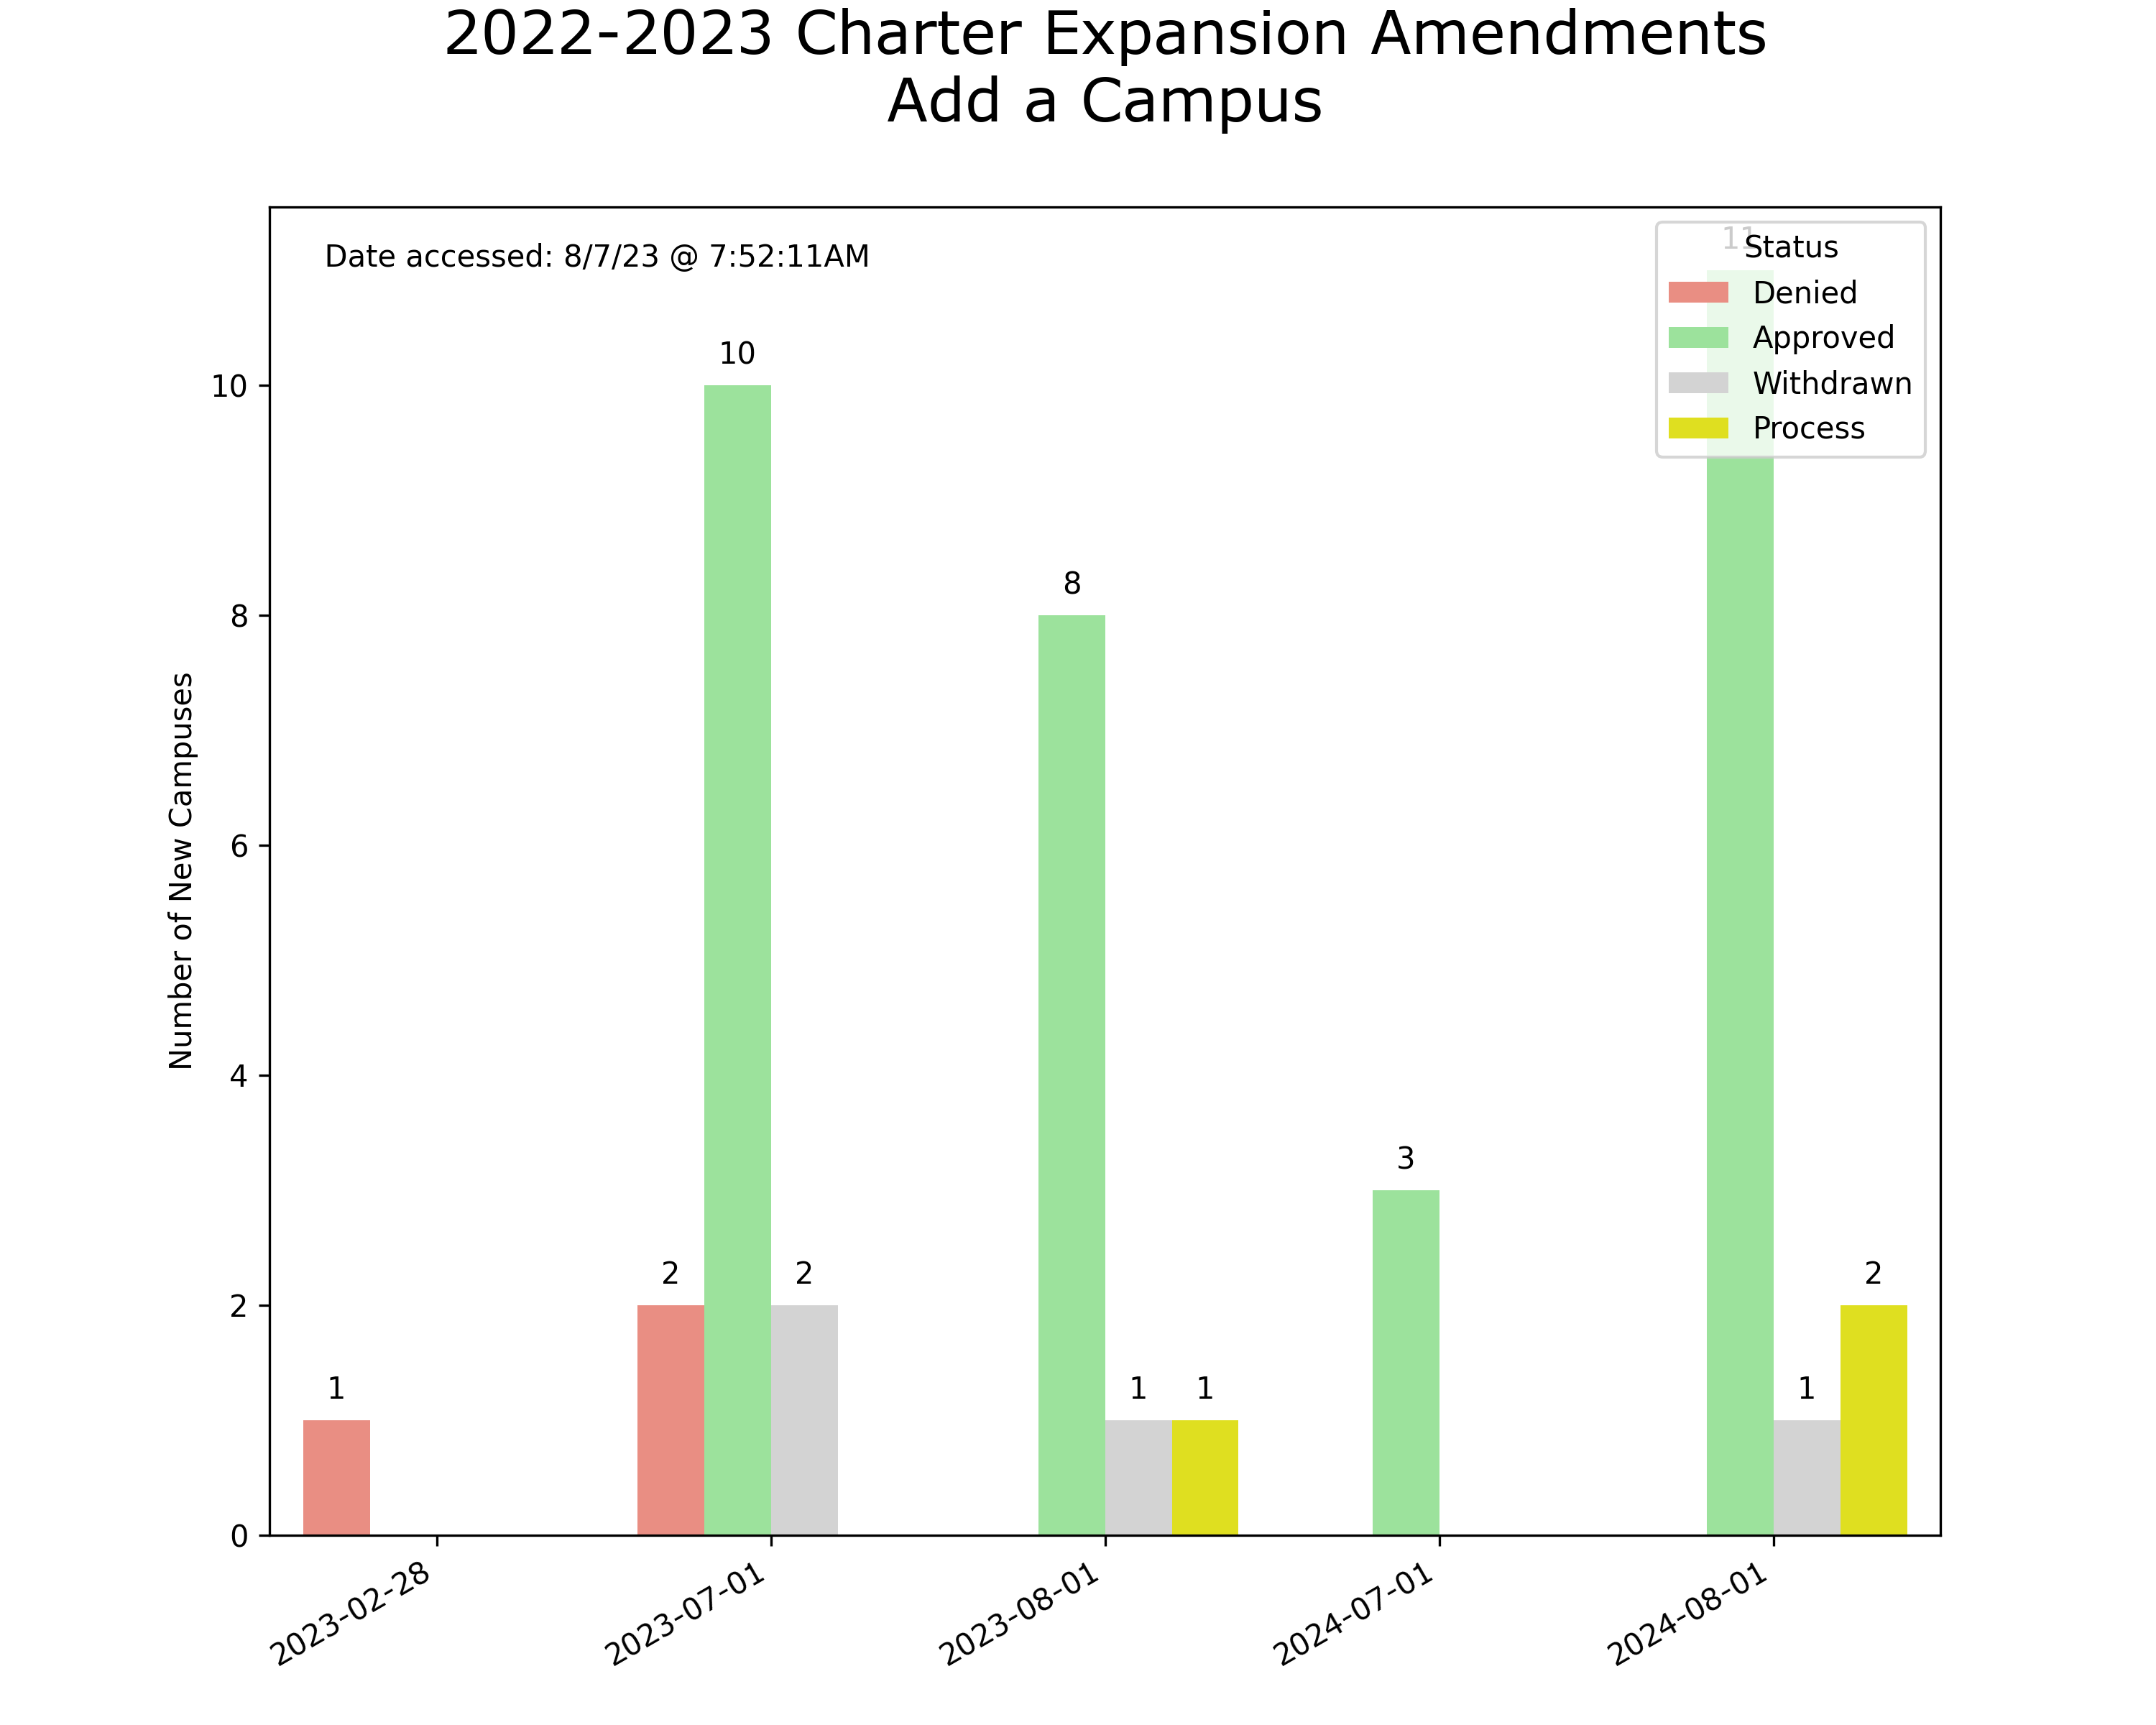 2022-2023 Charter Expansion Amendments
Add a Campus
Date accessed: 8/7/23 @ 7:52:11AM
11
Status
Denied
Approved
Withdrawn
Process
Number of New Campuses
10
8
6
4
2
0
1
2
10
2
8
1
1
3
1
2
2023-02-28
2023-07-01
2023-08-01
2024-07-01
2024-08-01